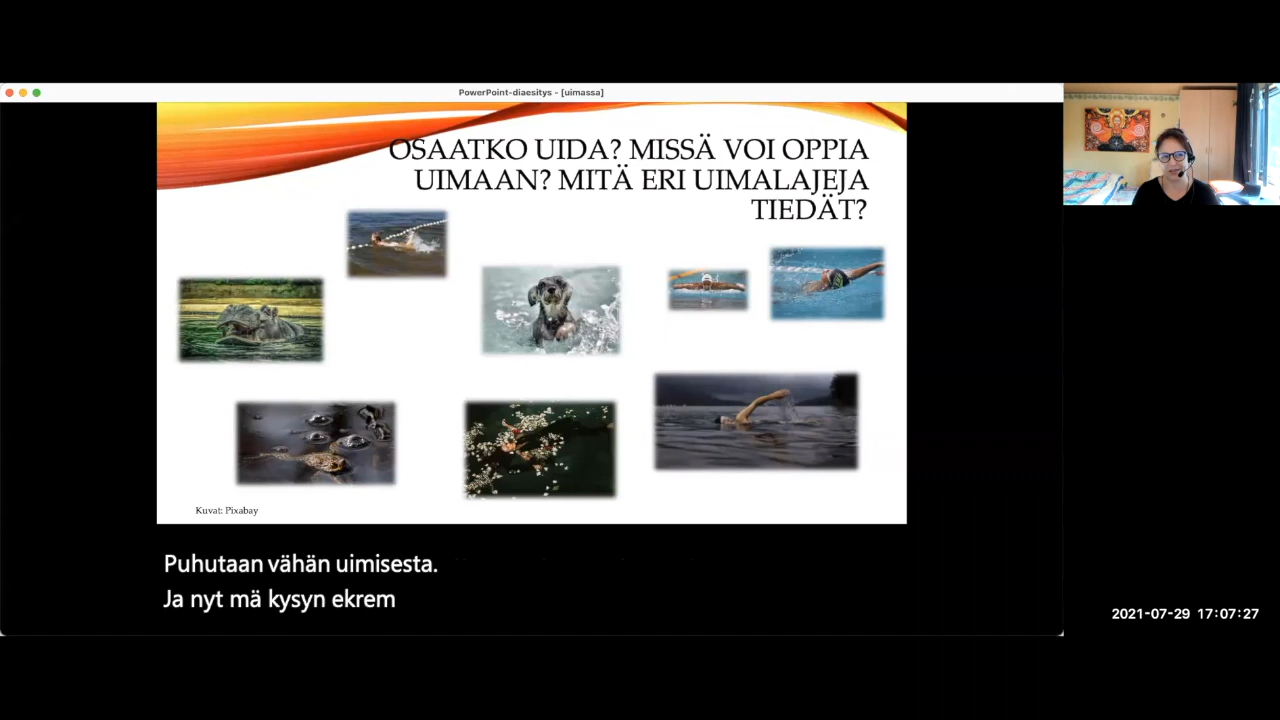 PowerPoint-diaesitys - [uimassa]
OSAATKO UIDA? MISSÄ VOI OPPIA
UIMAAN? MITÄ ERI UIMALAJEJA
TIEDÄT?
Kuvat: Pixabay
Puhutaan vähän uimisesta.
Ja nyt mä kysyn ekrem
2021-07-29 17:07:27